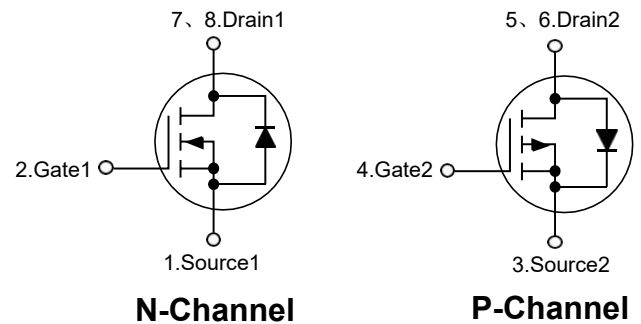 7、8.Drain1
5、6.Drain2
2.Gate1
4.Gate2
1.Source1
3.Source2
N-Channel
P-Channel